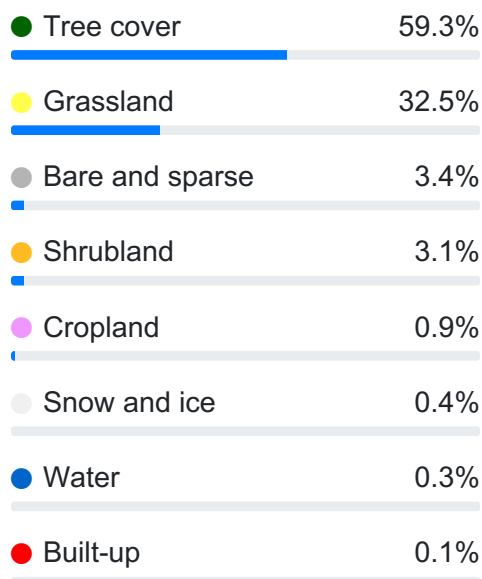 Tree cover 59.3%
Grassland 32.5%
Bare and sparse 3.4%
Shrubland 3.1%
Cropland 0.9%
Snow and ice 0.4%
Water 0.3%
Built-up 0.1%